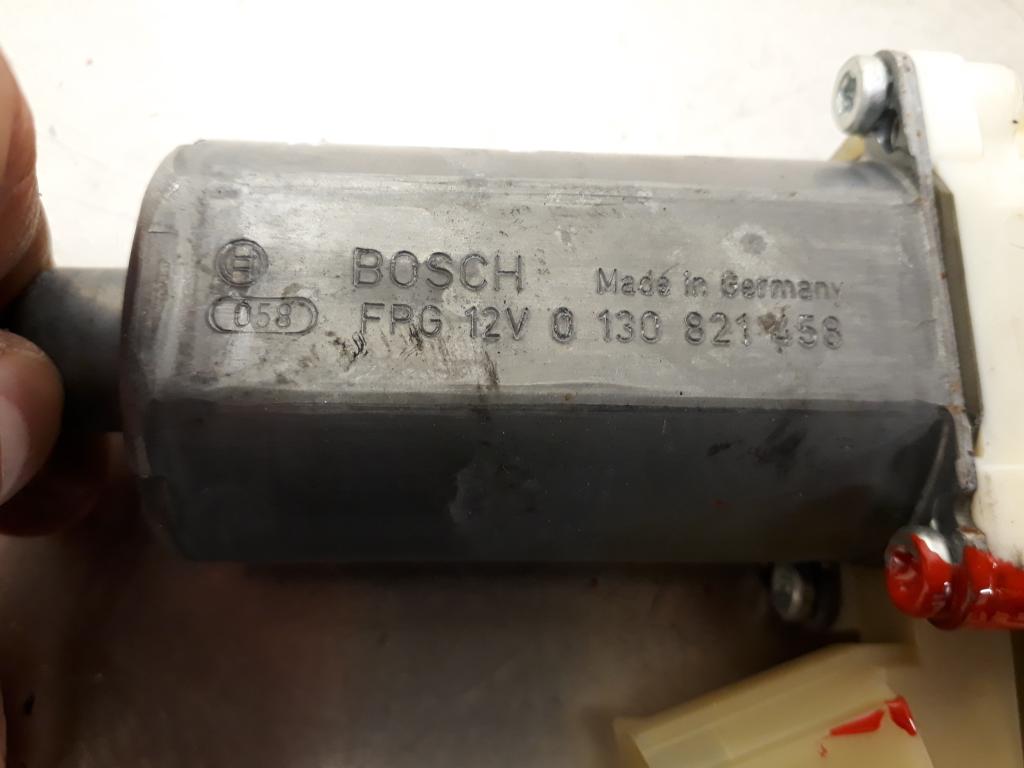 BOSCH Made in Germany
058 FPG 12V 0 130 821 458